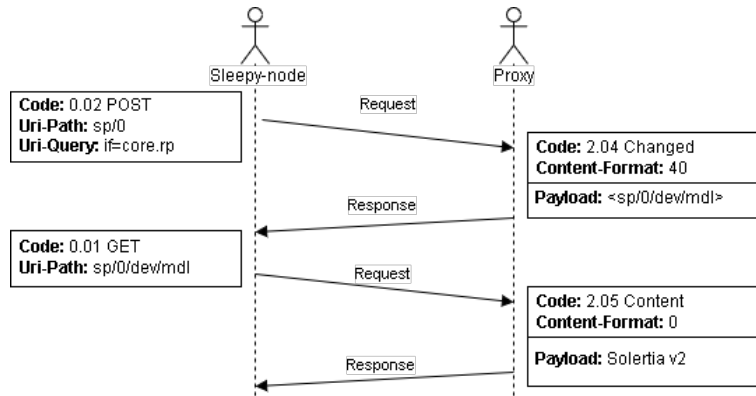 Sleepy-node
Proxy
Code: 0.02 POST
Uri-Path: sp/0
Uri-Query: if=core.rp
Request
Code: 2.04 Changed
Content-Format: 40
Payload: <sp/0/dev/mdl>
Response
Code: 0.01 GET
Uri-Path: sp/0/dev/mdl
Request
Code: 2.05 Content
Content-Format: 0
Payload: Solertia v2
Response